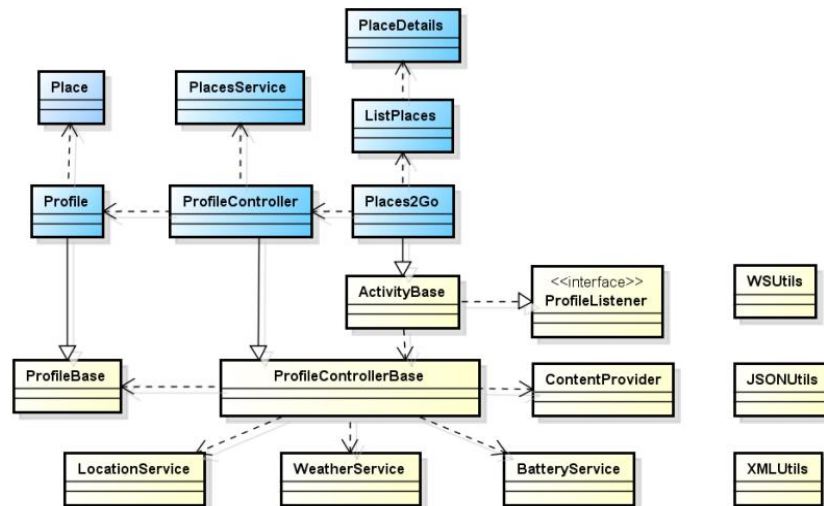 PlaceDetails
Place
PlacesService
ListPlaces
Profile
ProfileController
Places2Go
ActivityBase
<<interface>>
ProfileListener
WSUtils
ProfileBase
ProfileControllerBase
ContentProvider
JSONUtils
LocationService
WeatherService
BatteryService
XMLUtils